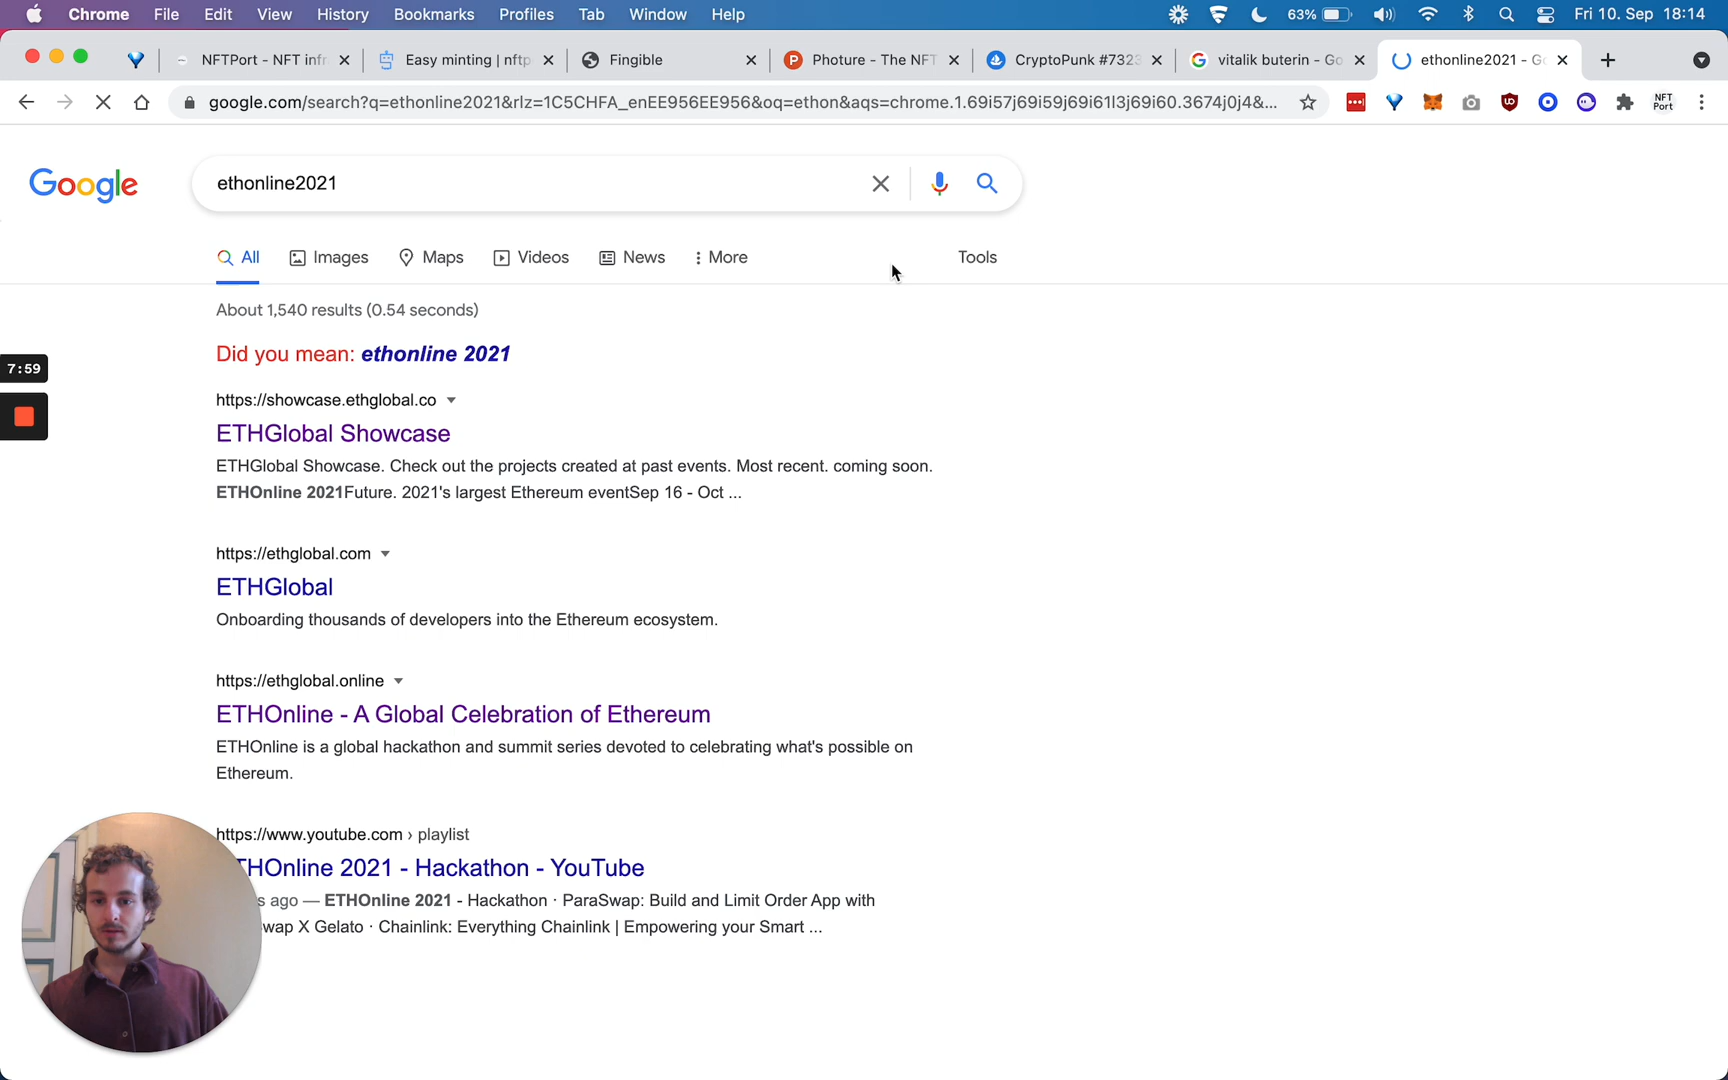 Chrome File Edit View History Bookmarks Profiles Tab Window Help 63% Fri 10. Sep 18:14
NFTPort - NFT infr Easy minting | nftp Fingible Photure - The NFT CryptoPunk #7323 vitalik buterin - Go ethonline2021 - Go
google.com/search?q=ethonline2021&rlz=1C5CHFA_enEE956EE956&oq=ethon&aqs=chrome.1.69i57j69i59j69i61l3j69i60.3674j0j4&... NFT Port
Google ethonline2021
All Images Maps Videos News More Tools
About 1,540 results (0.54 seconds)
Did you mean: ethonline 2021
7:59
https://showcase.ethglobal.co
ETHGlobal Showcase
ETHGlobal Showcase. Check out the projects created at past events. Most recent. coming soon.
ETHOnline 2021Future. 2021's largest Ethereum eventSep 16 - Oct ...
https://ethglobal.com
ETHGlobal
Onboarding thousands of developers into the Ethereum ecosystem.
https://ethglobal.online
ETHOnline - A Global Celebration of Ethereum
ETHOnline is a global hackathon and summit series devoted to celebrating what's possible on
Ethereum.
https://www.youtube.com › playlist
THOnline 2021 - Hackathon - YouTube
s ago — ETHOnline 2021 - Hackathon · ParaSwap: Build and Limit Order App with
wap X Gelato · Chainlink: Everything Chainlink | Empowering your Smart ...